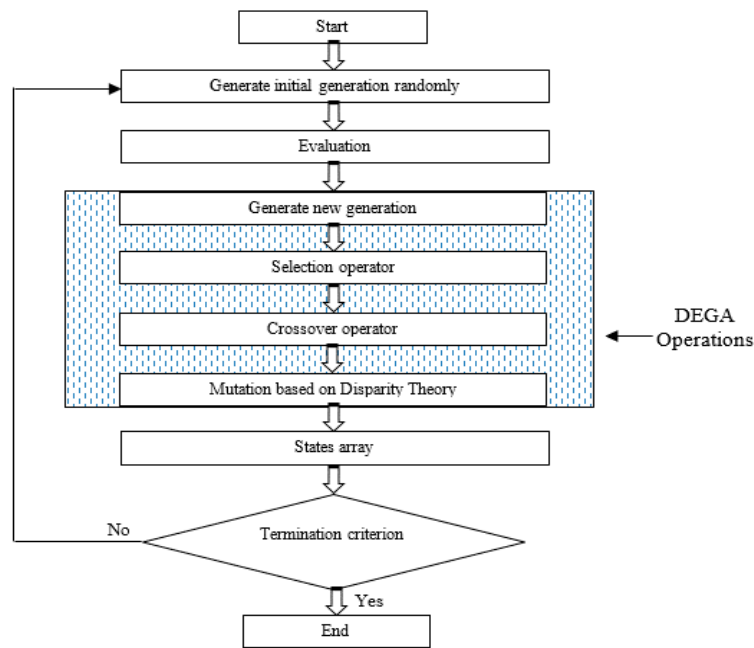 Start
Generate initial generation randomly
Evaluation
Generate new generation
Selection operator
Crossover operator
DEGA
Operations
Mutation based on Disparity Theory
States array
No
Termination criterion
Yes
End